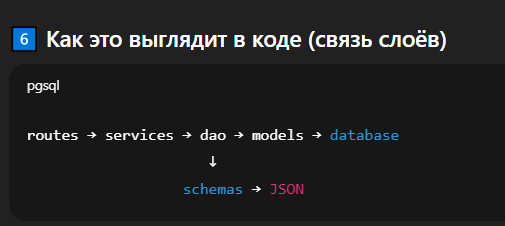 6 Как это выглядит в коде (связь слоёв)
pgsql
routes → services → dao → models → database
↓
schemas → JSON